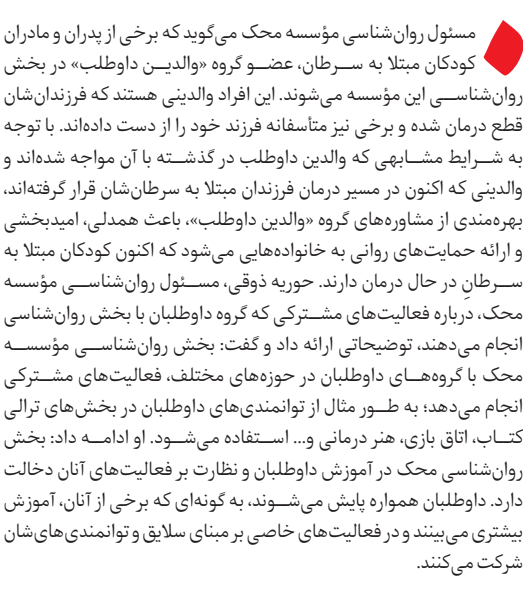 مسئول روان‌شناسی مؤسسه محک می‌گوید که برخی از پدران و مادران
کودکان مبتلا به سرطان، عضو گروه «والدین داوطلب» در بخش
روان‌شناسی این مؤسسه می‌شوند. این افراد والدینی هستند که فرزندان‌شان
قطع درمان شده و برخی نیز متأسفانه فرزند خود را از دست داده‌اند. با توجه
به شرایط مشابهی که والدین داوطلب در گذشته با آن مواجه شده‌اند و
والدینی که اکنون در مسیر درمان فرزندان مبتلا به سرطان‌شان قرار گرفته‌اند،
بهره‌مندی از مشاوره‌های گروه «والدین داوطلب»، باعث همدلی، امیدبخشی
و ارائه حمایت‌های روانی به خانواده‌هایی می‌شود که اکنون کودکان مبتلا به
سرطانِ در حال درمان دارند. حوریه ذوقی، مسئول روان‌شناسی مؤسسه
محک، درباره فعالیت‌های مشترکی که گروه داوطلبان با بخش روان‌شناسی
انجام می‌دهند، توضیحاتی ارائه داد و گفت: بخش روان‌شناسی مؤسسه
محک با گروه‌های داوطلبان در حوزه‌های مختلف، فعالیت‌های مشترکی
انجام می‌دهد؛ به طور مثال از توانمندی‌های داوطلبان در بخش‌های ترالی
کتاب، اتاق بازی، هنر درمانی و... استفاده می‌شود. او ادامه داد: بخش
روان‌شناسی محک در آموزش داوطلبان و نظارت بر فعالیت‌های آنان دخالت
دارد. داوطلبان همواره پایش می‌شوند، به گونه‌ای که برخی از آنان، آموزش
بیشتری می‌بینند و در فعالیت‌های خاصی بر مبنای سلایق و توانمندی‌های‌شان
شرکت می‌کنند.